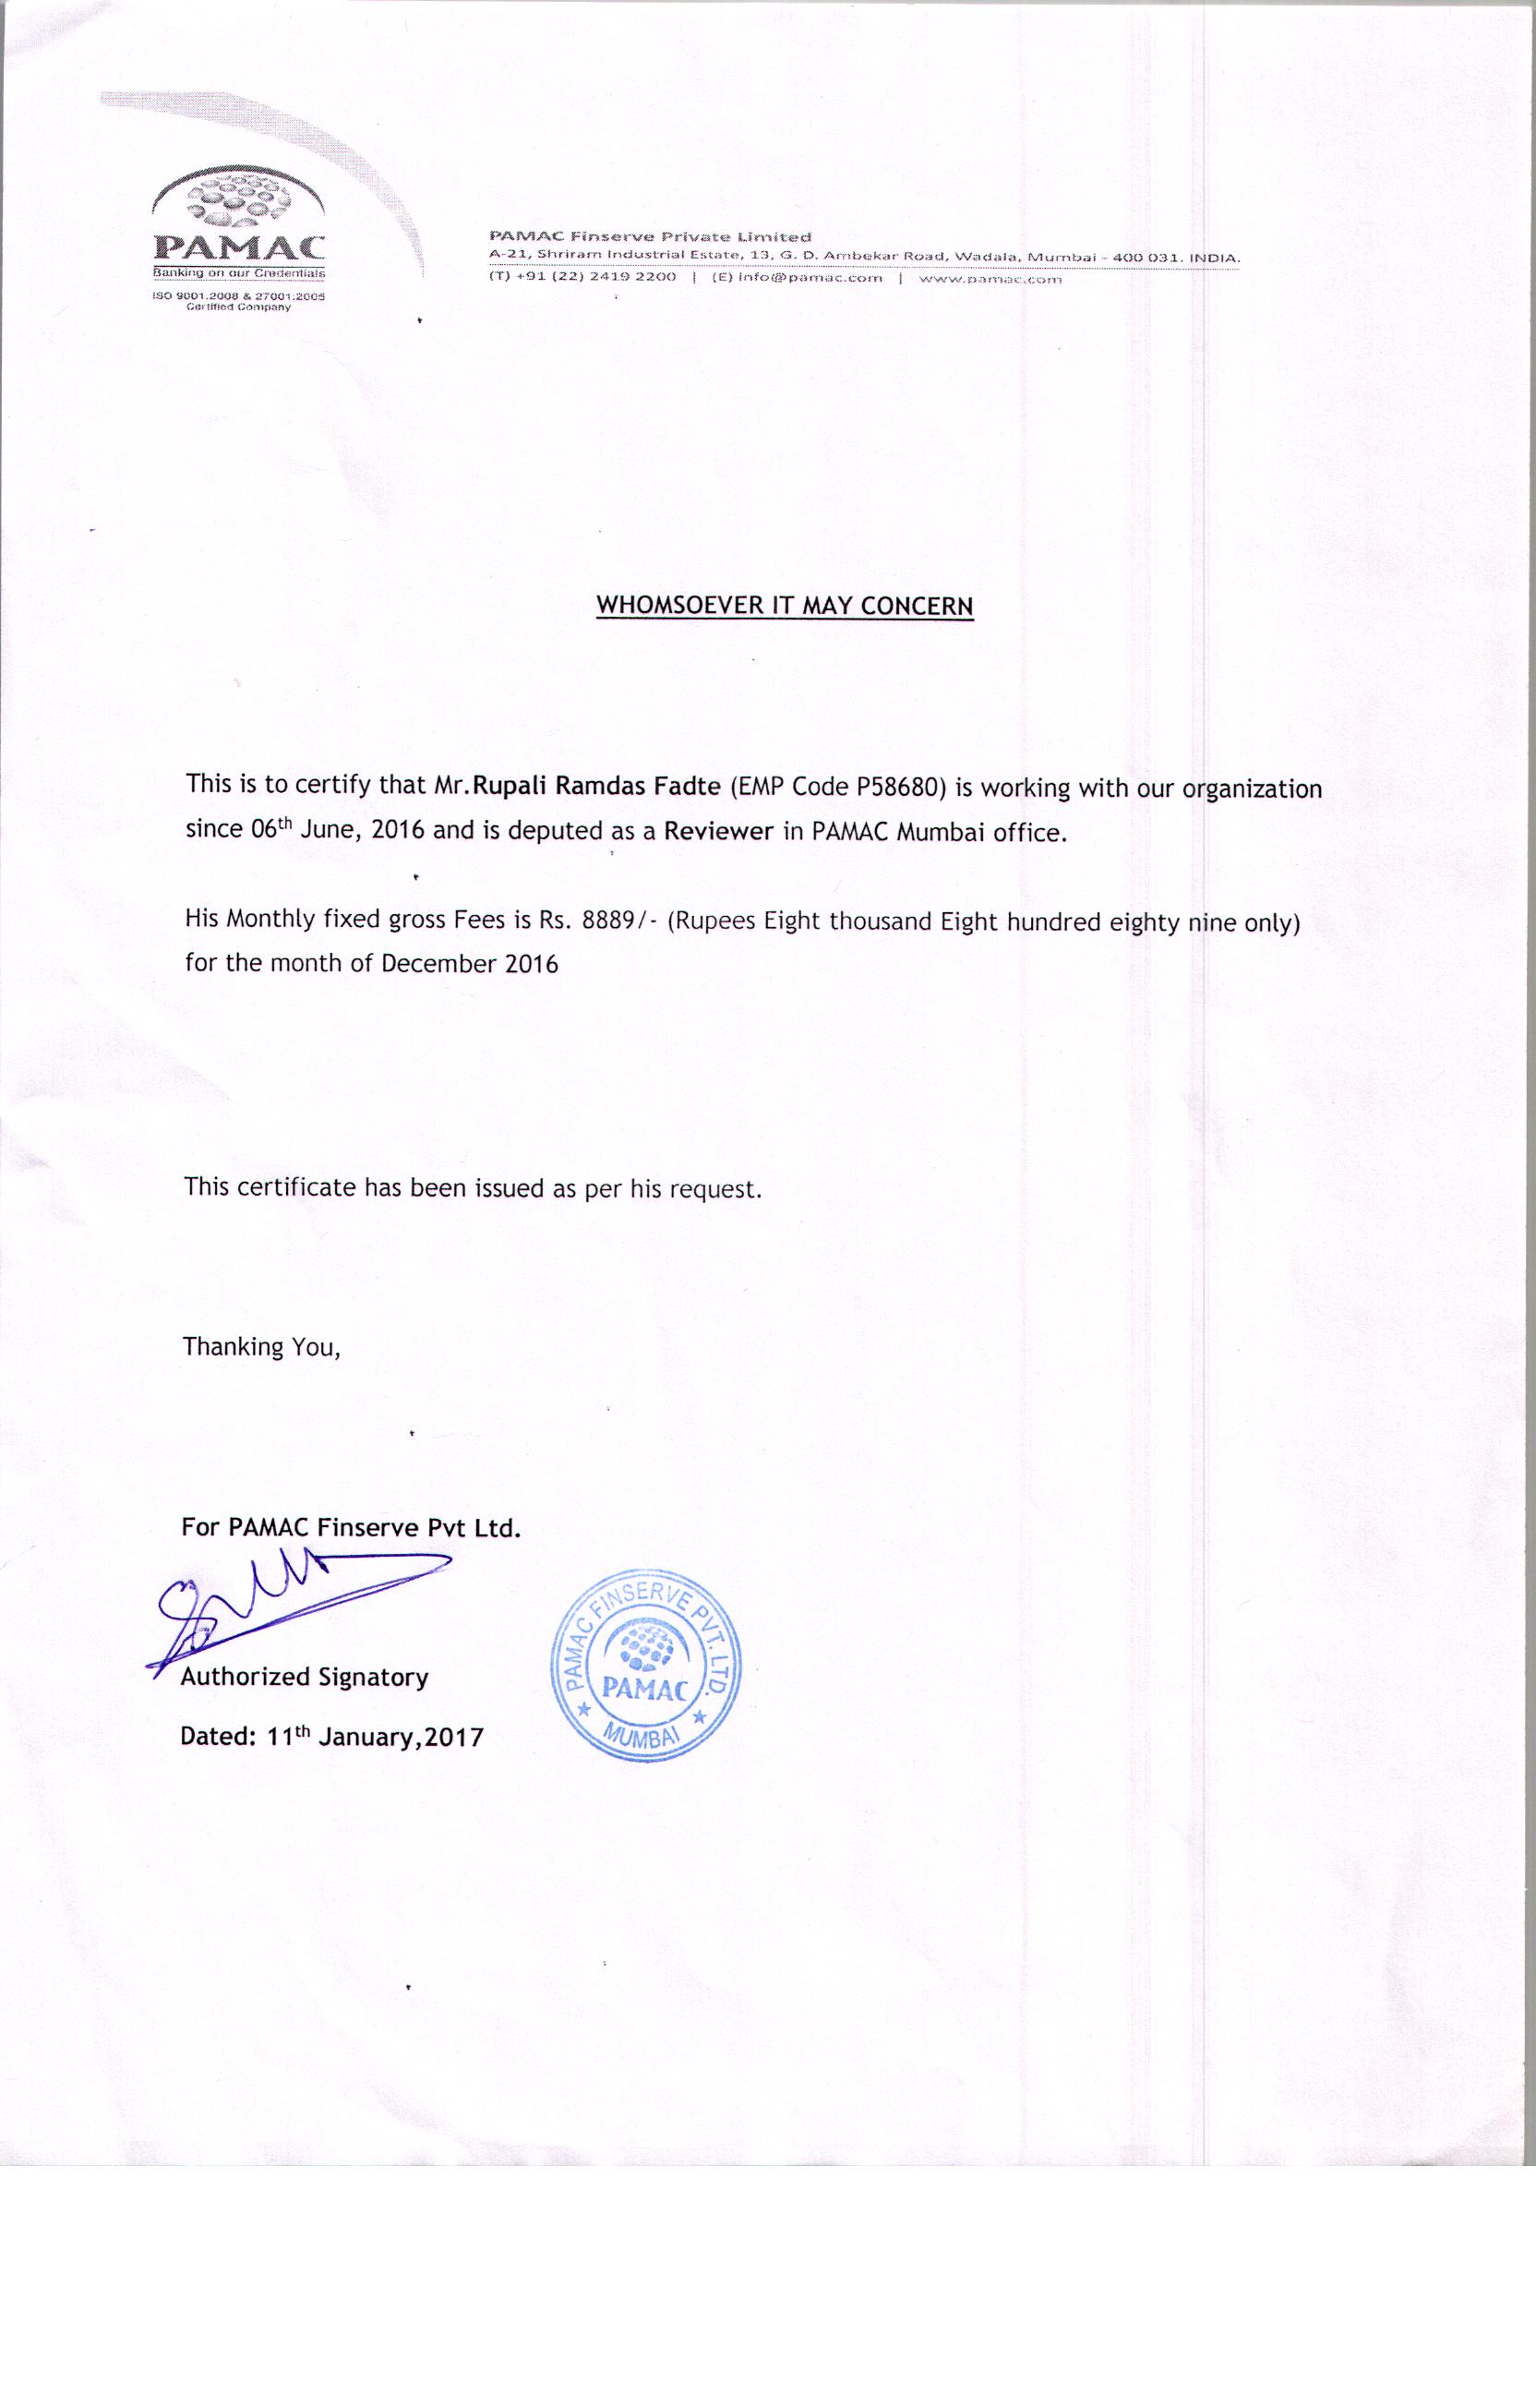 PAMAC
Banking on our Credentials
ISO 9001:2008 & 27001:2005
Certified Company
PAMAC Finserve Private Limited
A-21, Shriram Industrial Estate, 13, G. D. Ambekar Road, Wadala, Mumbai - 400 031. INDIA.
(T) +91 (22) 2419 2200 | (E) info@pamac.com | www.pamac.com
WHOMSOEVER IT MAY CONCERN
This is to certify that Mr.Rupali Ramdas Fadte (EMP Code P58680) is working with our organization
since 06th June, 2016 and is deputed as a Reviewer in PAMAC Mumbai office.
His Monthly fixed gross Fees is Rs. 8889/- (Rupees Eight thousand Eight hundred eighty nine only)
for the month of December 2016
This certificate has been issued as per his request.
Thanking You,
For PAMAC Finserve Pvt Ltd.
Authorized Signatory
Dated: 11th January,2017
PAMAC FINSERVE PVT. LTD.
PAMAC
★ MUMBAI ★